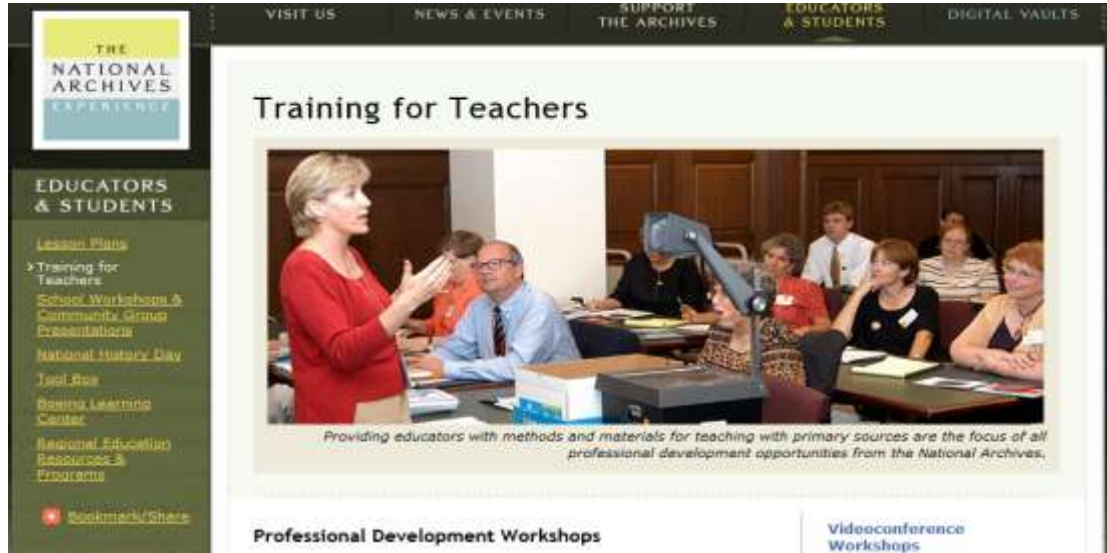 VISIT US
NEWS & EVENTS
SUPPORT
THE ARCHIVES
EDUCATORS
& STUDENTS
DIGITAL VAULTS
THE
NATIONAL
ARCHIVES
EXPERIENCE
EDUCATORS
& STUDENTS
Lesson Plans
>Training for
Teachers
School Workshops &
Community Group
Presentations
National History Day
Tool Box
Boeing Learning
Center
Regional Education
Resources &
Programs
Bookmark/Share
Training for Teachers
Providing educators with methods and materials for teaching with primary sources are the focus of all
professional development opportunities from the National Archives.
Professional Development Workshops
Videoconference
Workshops